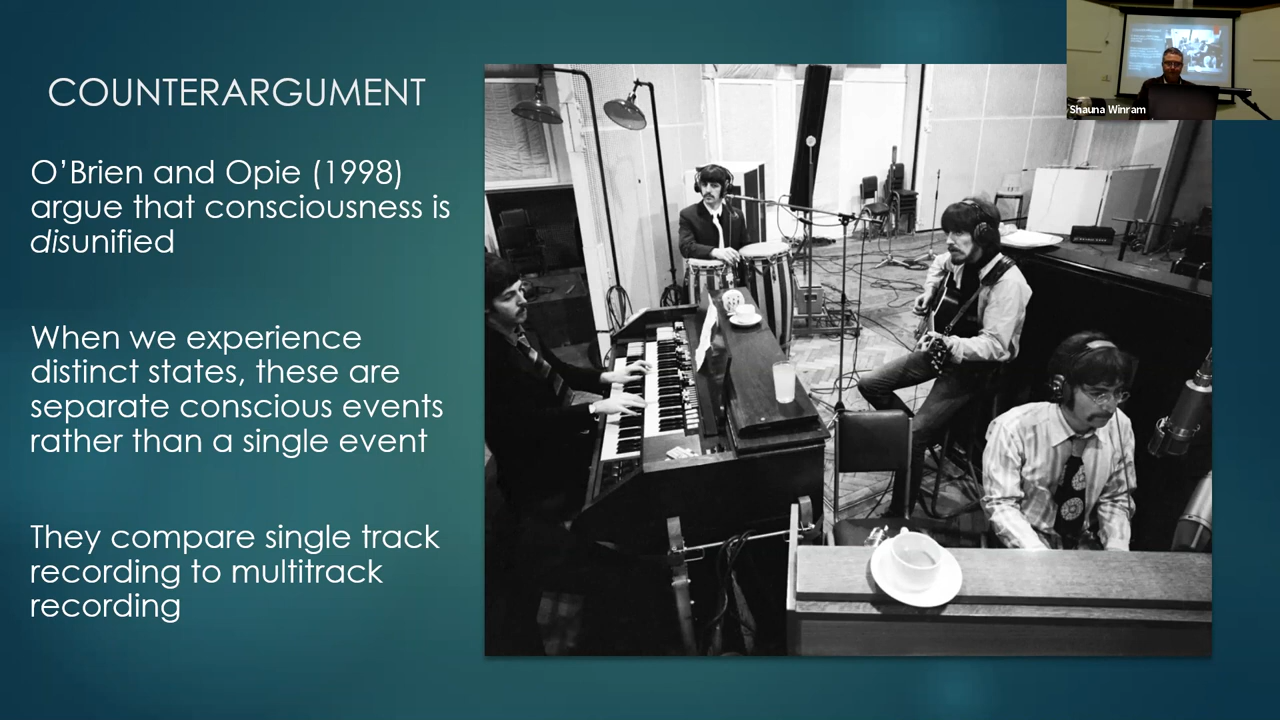 COUNTERARGUMENT
O’Brien and Opie (1998)
argue that consciousness is
disunified
When we experience
distinct states, these are
separate conscious events
rather than a single event
They compare single track
recording to multitrack
recording
Shauna Winram